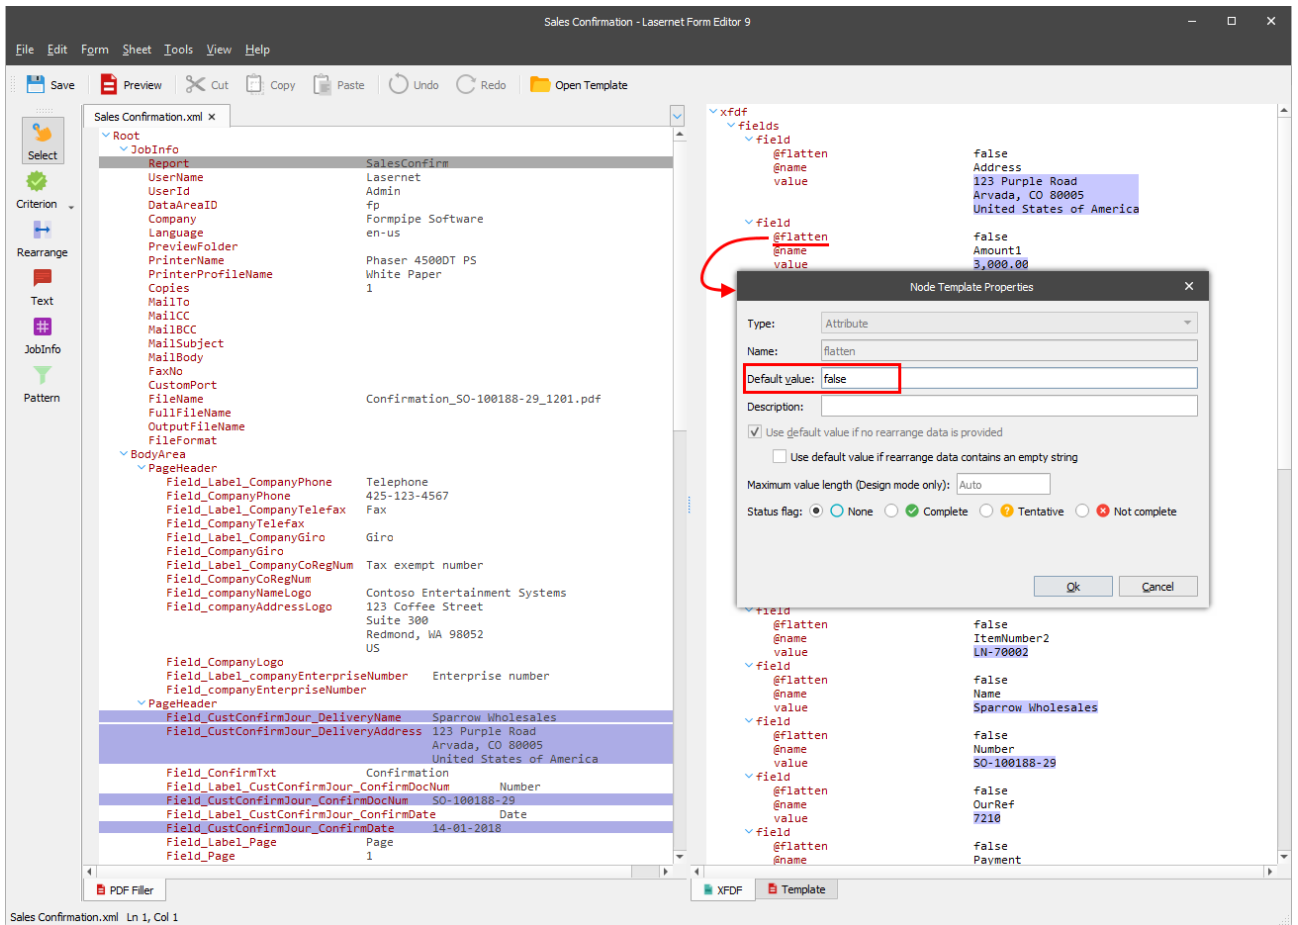 Sales Confirmation - Lasernet Form Editor 9
File Edit Form Sheet Tools View Help
Save Preview Cut Copy Paste Undo Redo Open Template
Select
Criterion
Rearrange
Text
JobInfo
Pattern
Sales Confirmation.xml ×
Root
JobInfo
Report SalesConfirm
UserName Lasernet
UserId Admin
DataAreaID fp
Company Formpipe Software
Language en-us
PreviewFolder
PrinterName Phaser 4500DT PS
PrinterProfileName White Paper
Copies 1
MailTo
MailCC
MailBCC
MailSubject
MailBody
FaxNo
CustomPort
FileName Confirmation_SO-100188-29_1201.pdf
FullFileName
OutputFileName
FileFormat
BodyArea
PageHeader
Field_Label_CompanyPhone Telephone
Field_CompanyPhone 425-123-4567
Field_Label_CompanyTelefax Fax
Field_CompanyTelefax
Field_Label_CompanyGiro Giro
Field_CompanyGiro
Field_Label_CompanyCoRegNum Tax exempt number
Field_CompanyCoRegNum
Field_companyNameLogo Contoso Entertainment Systems
Field_companyAddressLogo 123 Coffee Street
Suite 300
Redmond, WA 98052
US
Field_CompanyLogo
Field_Label_companyEnterpriseNumber Enterprise number
Field_companyEnterpriseNumber
PageHeader
Field_CustConfirmJour_DeliveryName Sparrow Wholesales
Field_CustConfirmJour_DeliveryAddress 123 Purple Road
Arvada, CO 80005
United States of America
Field_ConfirmTxt Confirmation
Field_Label_CustConfirmJour_ConfirmDocNum Number
Field_CustConfirmJour_ConfirmDocNum SO-100188-29
Field_Label_CustConfirmJour_ConfirmDate Date
Field_CustConfirmJour_ConfirmDate 14-01-2018
Field_Label_Page Page
Field_Page 1
PDF Filler
xfdf
fields
field
@flatten false
@name Address
value 123 Purple Road
Arvada, CO 80005
United States of America
field
@flatten false
@name Amount1
value 3,000.00
Node Template Properties
Type: Attribute
Name: flatten
Default value: false
Description:
Use default value if no rearrange data is provided
Use default value if rearrange data contains an empty string
Maximum value length (Design mode only): Auto
Status flag: None Complete Tentative Not complete
Ok Cancel
field
@flatten false
@name ItemNumber2
value LN-70002
field
@flatten false
@name Name
value Sparrow Wholesales
field
@flatten false
@name Number
value SO-100188-29
field
@flatten false
@name OurRef
value 7210
field
@flatten false
@name Payment
XFDF Template
Sales Confirmation.xml Ln 1, Col 1